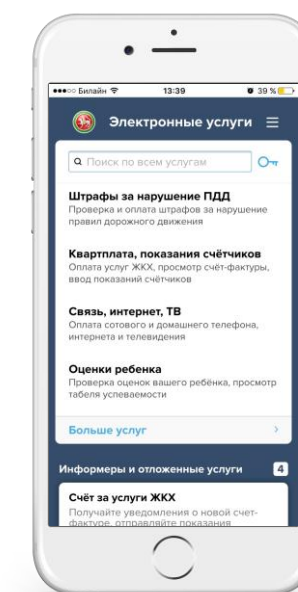 Билайн 13:39 39 %
Электронные услуги
Поиск по всем услугам
Штрафы за нарушение ПДД
Проверка и оплата штрафов за нарушение
правил дорожного движения
Квартплата, показания счётчиков
Оплата услуг ЖКХ, просмотр счёт-фактуры,
ввод показаний счётчиков
Связь, интернет, ТВ
Оплата сотового и домашнего телефона,
интернета и телевидения
Оценки ребенка
Проверка оценок вашего ребёнка, просмотр
табеля успеваемости
Больше услуг
Информеры и отложенные услуги 4
Счёт за услуги ЖКХ
Получайте уведомления о новой счет-
фактуре, отправляйте показания